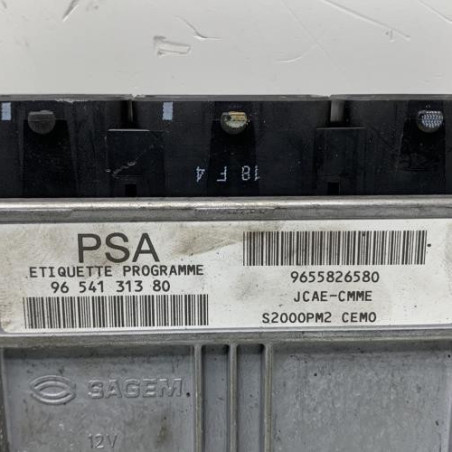 18 F 4
PSA
ETIQUETTE PROGRAMME
96 541 313 80
9655826580
JCAE-CMME
S2000PM2 CEMO
SAGEM
12V